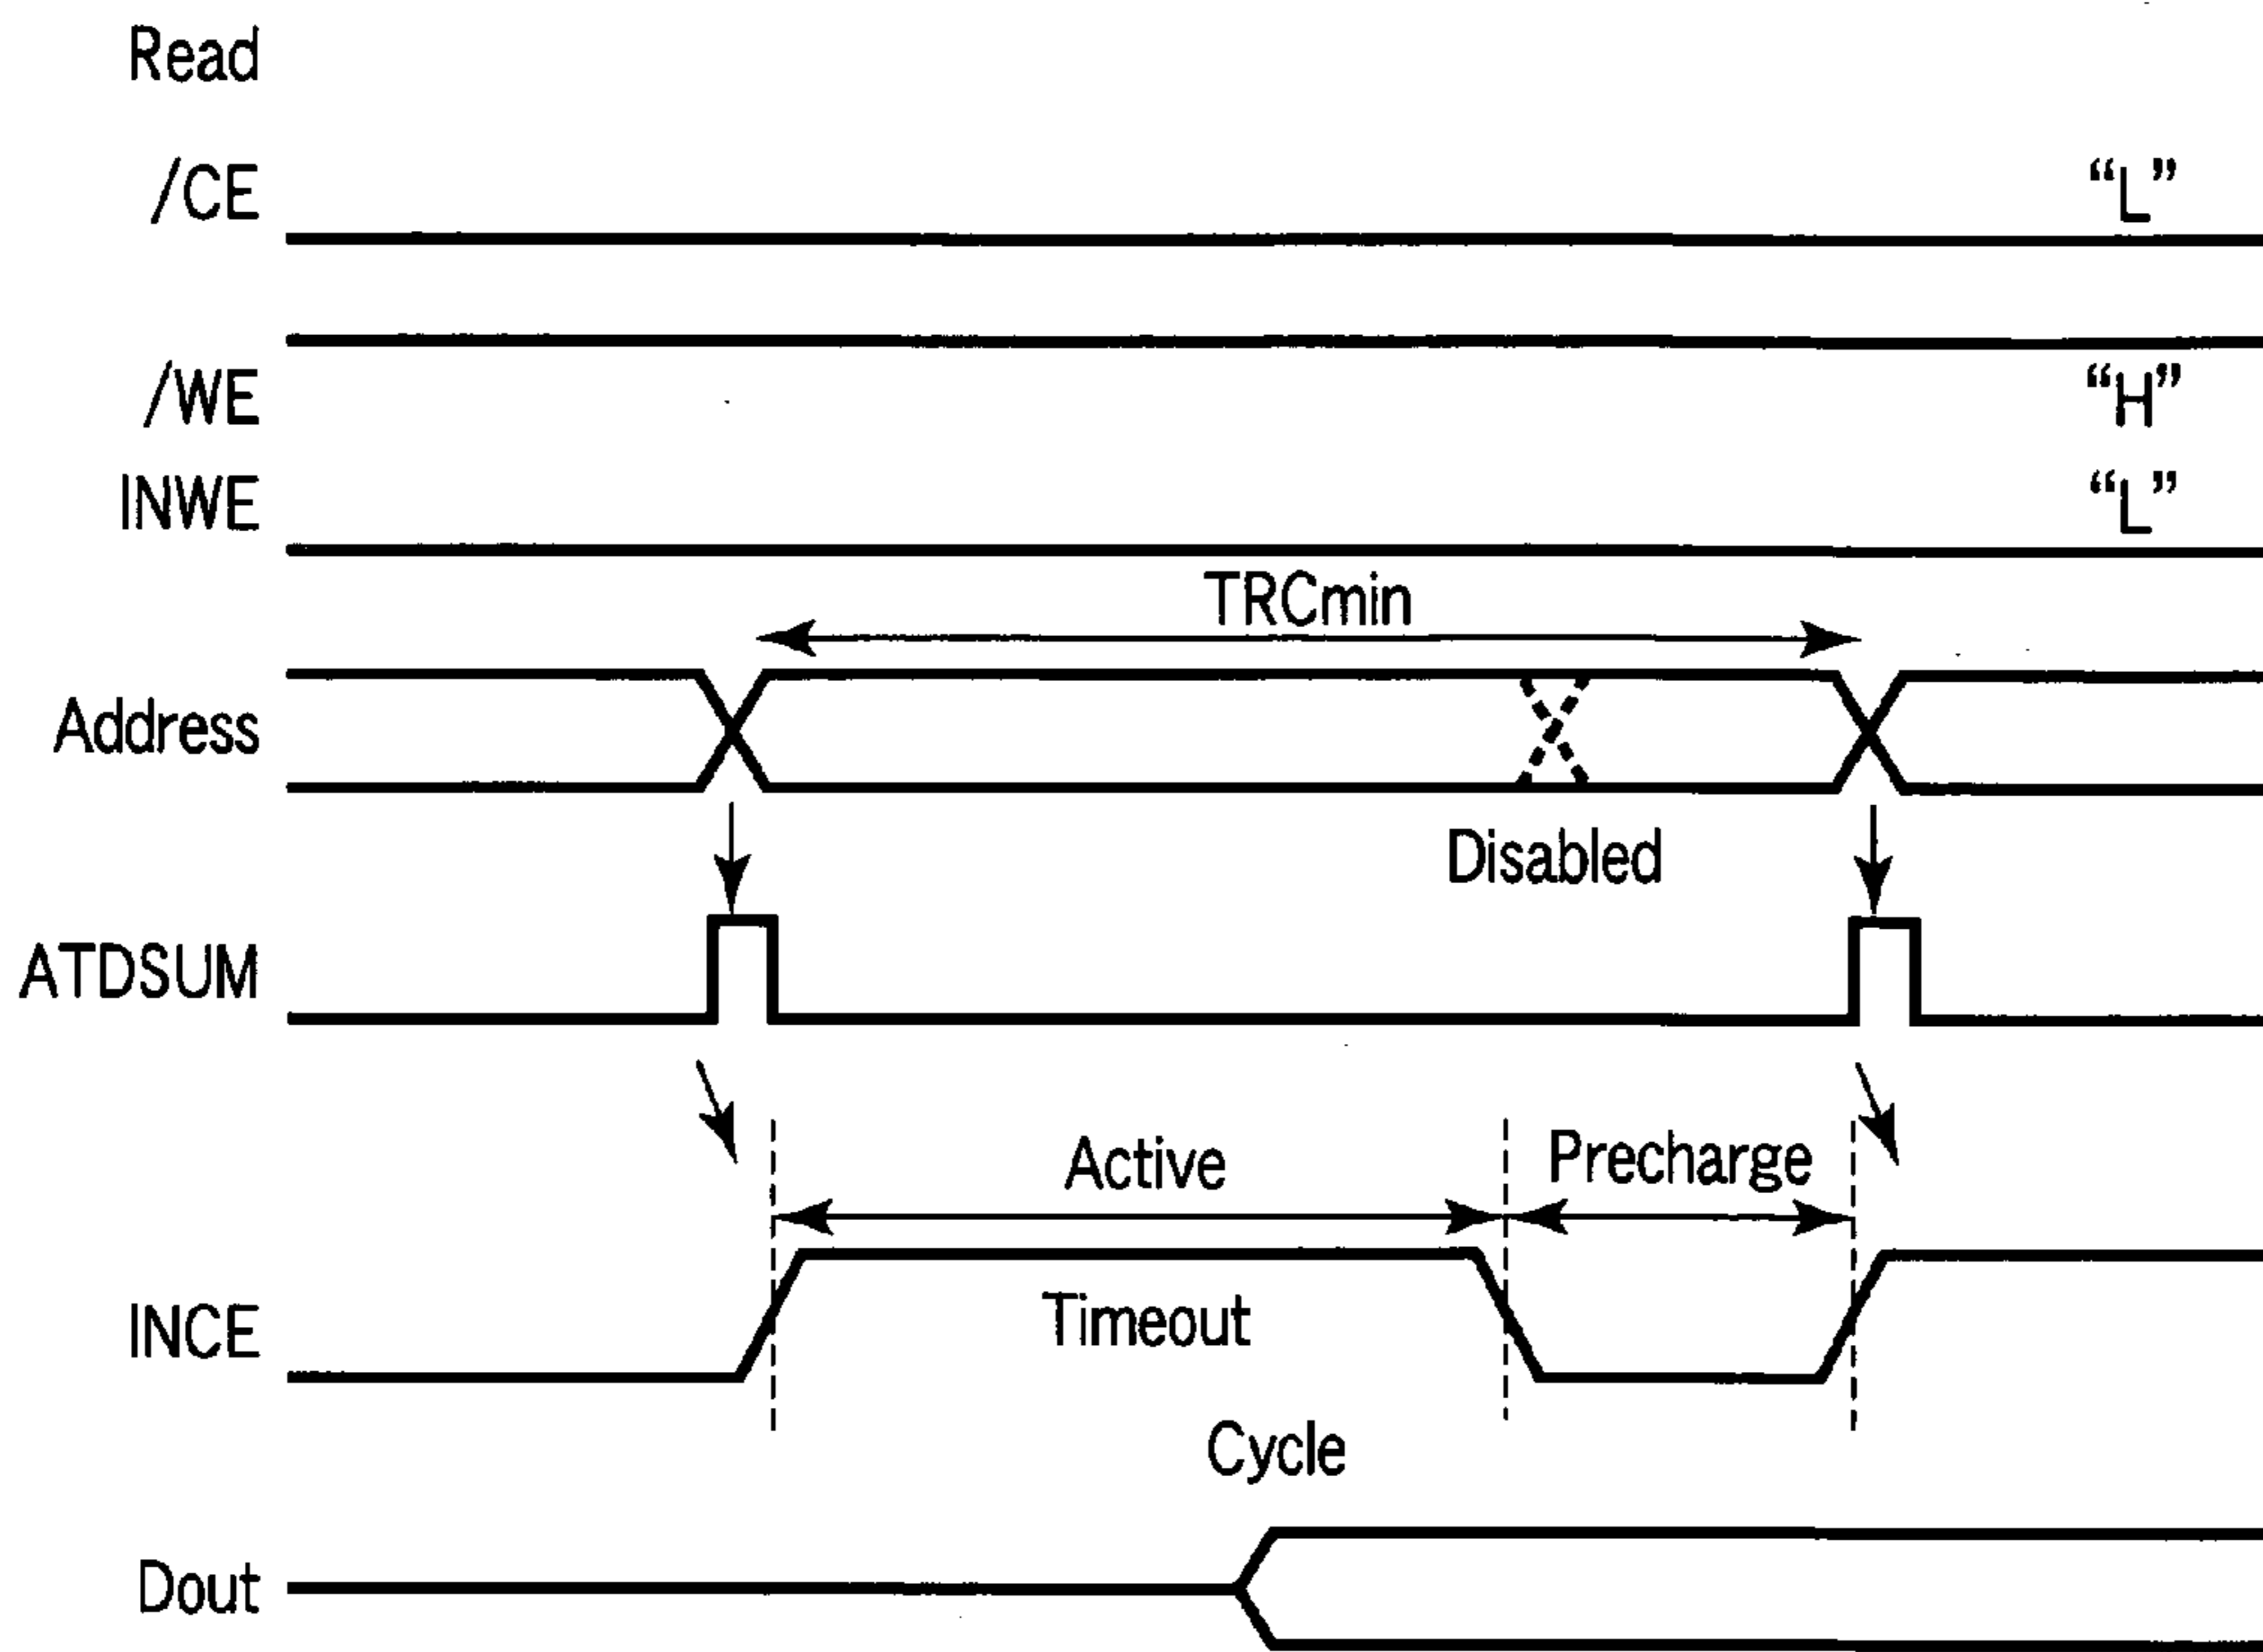 Read
/CE
“L”
/WE
“H”
INWE
“L”
TRCmin
Address
Disabled
ATDSUM
Active
Precharge
INCE
Timeout
Cycle
Dout